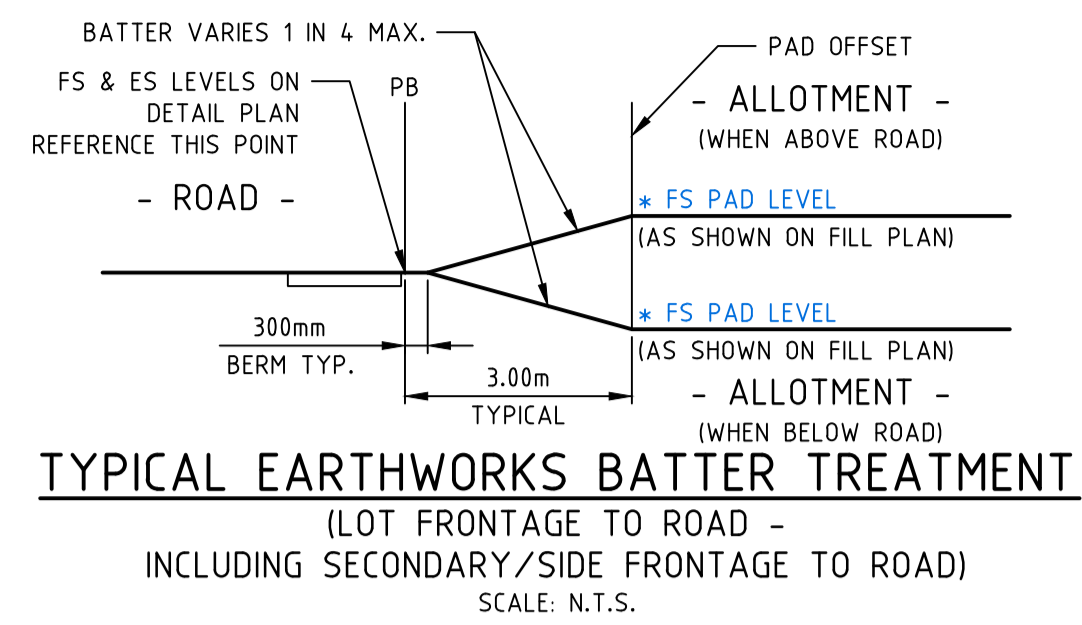 BATTER VARIES 1 IN 4 MAX.
PAD OFFSET
FS & ES LEVELS ON
DETAIL PLAN
REFERENCE THIS POINT
PB
- ALLOTMENT -
(WHEN ABOVE ROAD)
- ROAD -
* FS PAD LEVEL
(AS SHOWN ON FILL PLAN)
* FS PAD LEVEL
(AS SHOWN ON FILL PLAN)
300mm
BERM TYP.
3.00m
TYPICAL
- ALLOTMENT -
(WHEN BELOW ROAD)
TYPICAL EARTHWORKS BATTER TREATMENT
(LOT FRONTAGE TO ROAD -
INCLUDING SECONDARY/SIDE FRONTAGE TO ROAD)
SCALE: N.T.S.